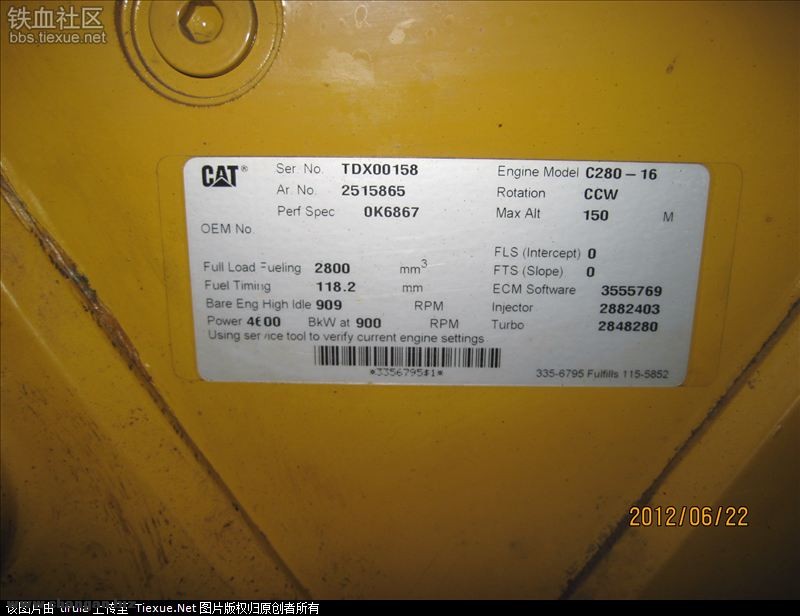 铁血社区
bbs.tiexue.net
CAT® Ser. No. TDX00158 Engine Model C280-16
Ar. No. 2515865 Rotation CCW
Perf Spec 0K6867 Max Alt 150 M
OEM No.
FLS (Intercept) 0
Full Load Fueling 2800 mm3 FTS (Slope) 0
Fuel Timing 118.2 mm ECM Software 3555769
Bare Eng High Idle 909 RPM Injector 2882403
Power 4600 BkW at 900 RPM Turbo 2848280
Using service tool to verify current engine settings
*3356795#1* 335-6795 Fulfills 115-5852
2012/06/22
该图片由 上传至 Tiexue.Net 图片版权归原创者所有